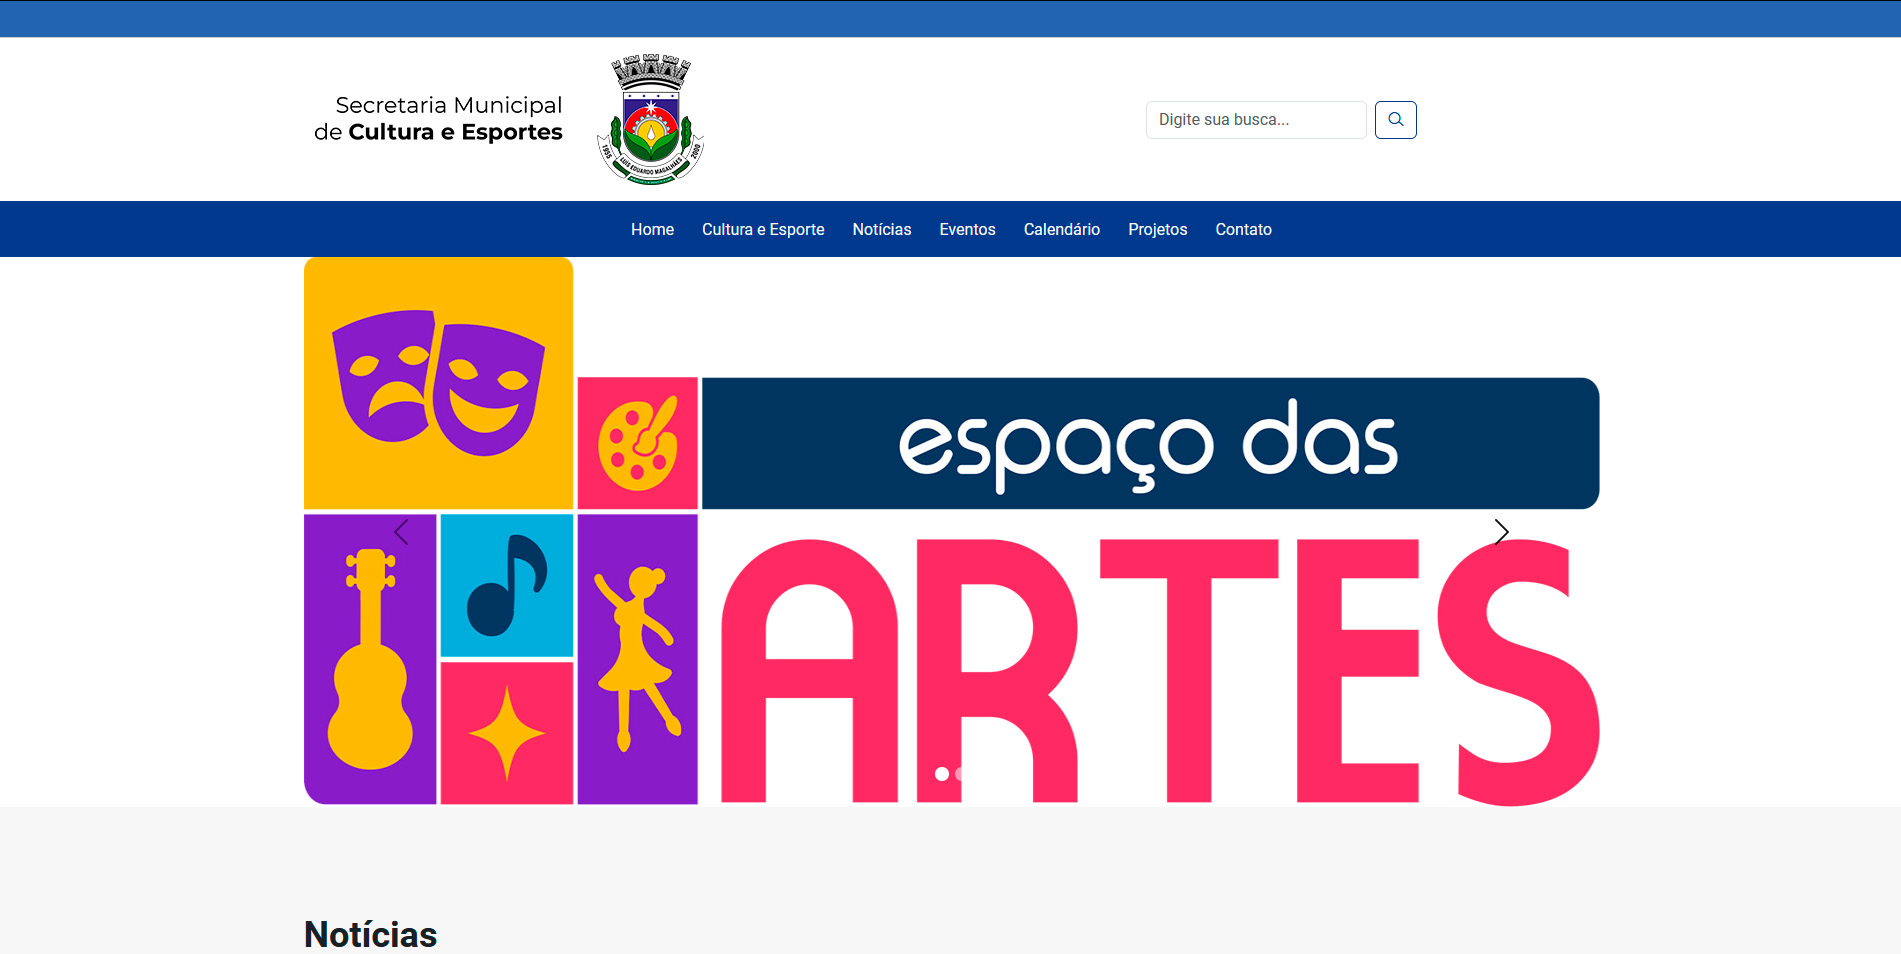 Secretaria Municipal
de Cultura e Esportes
1955 LUIS EDUARDO MAGALHÃES 2000
Digite sua busca...
Home Cultura e Esporte Notícias Eventos Calendário Projetos Contato
espaço das
ARTES
Notícias